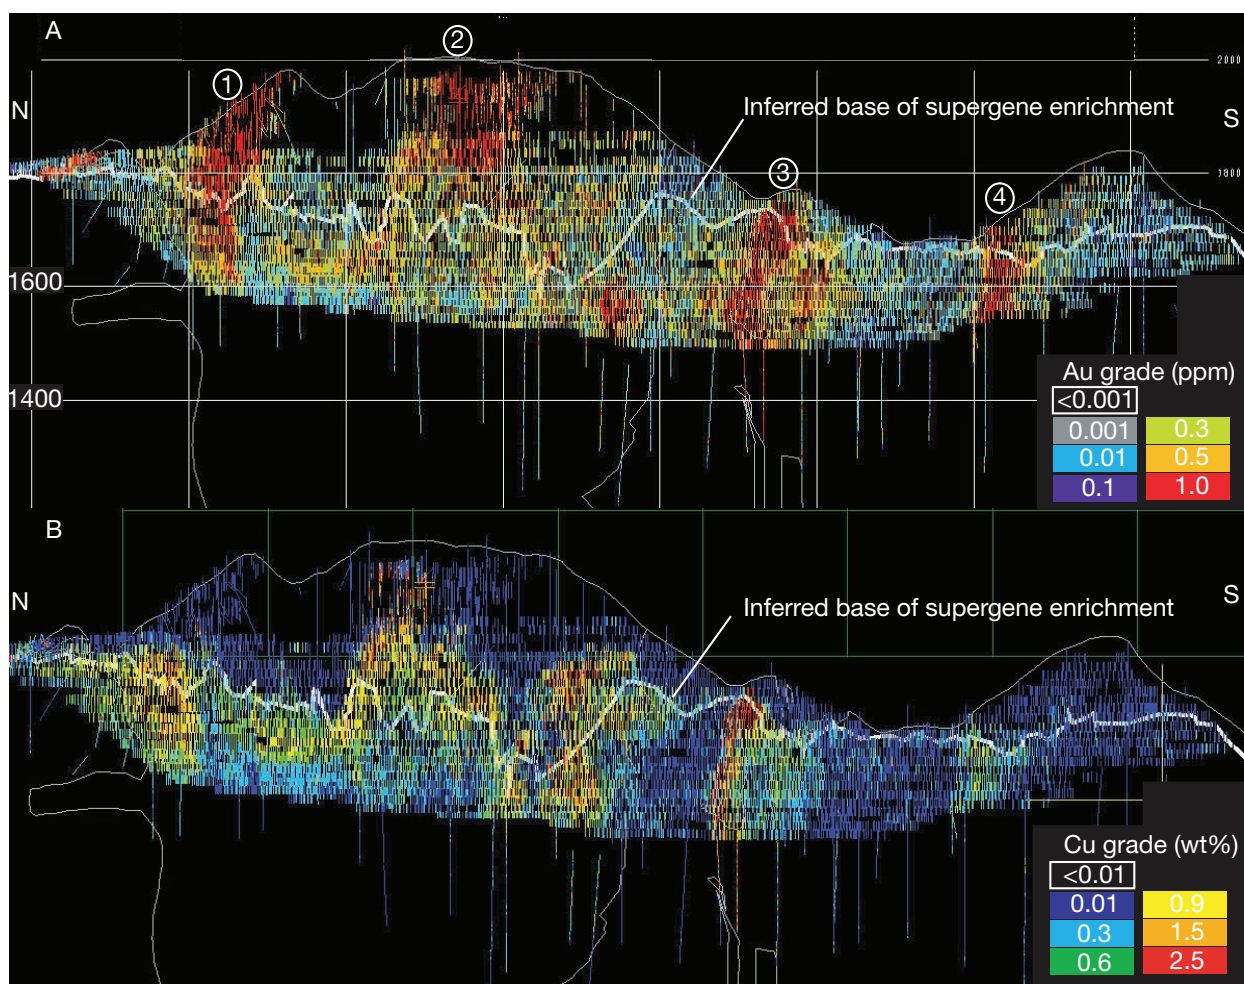 A
②
①
2000
N
Inferred base of supergene enrichment
S
③
1800
④
1600
1400
Au grade (ppm)
<0.001
0.001 0.3
0.01 0.5
0.1 1.0
B
N
Inferred base of supergene enrichment
S
Cu grade (wt%)
<0.01
0.01 0.9
0.3 1.5
0.6 2.5